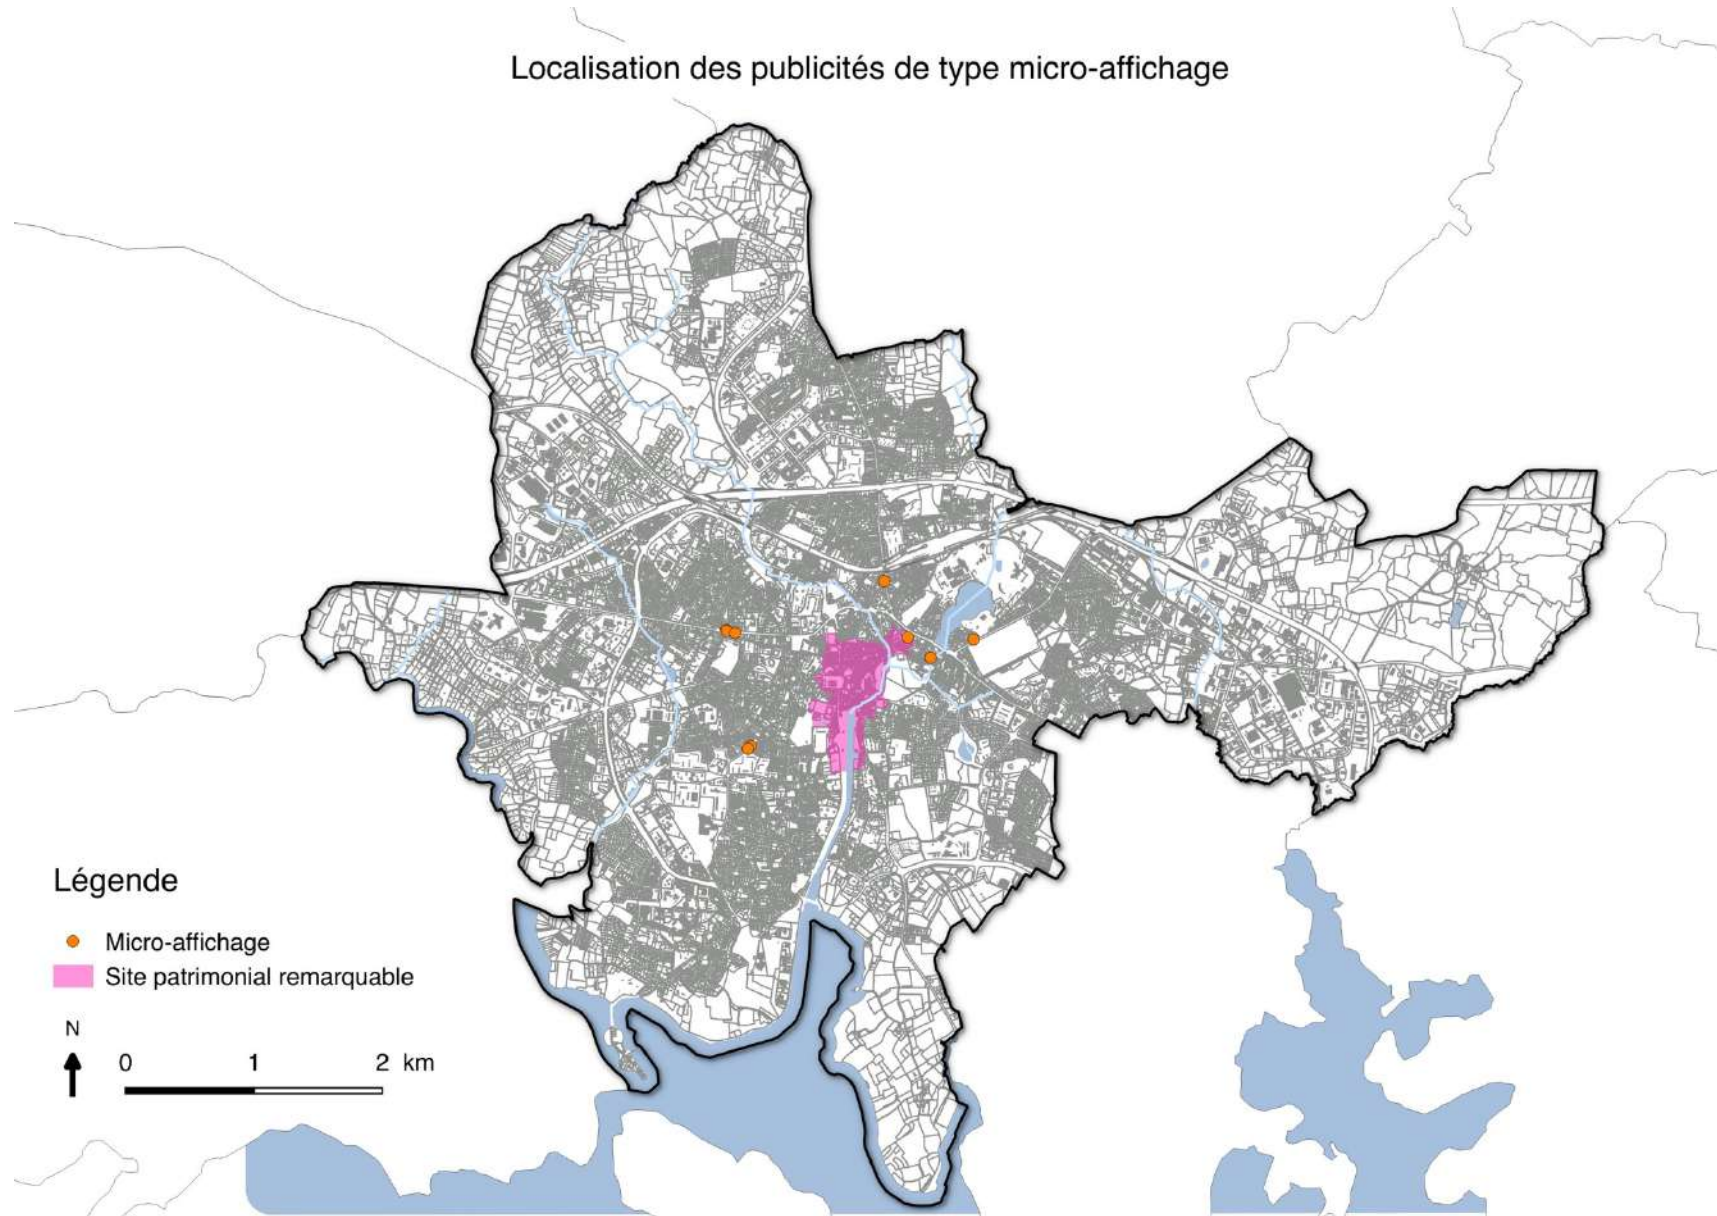 Localisation des publicités de type micro-affichage
Légende
Micro-affichage
Site patrimonial remarquable
N
0 1 2 km